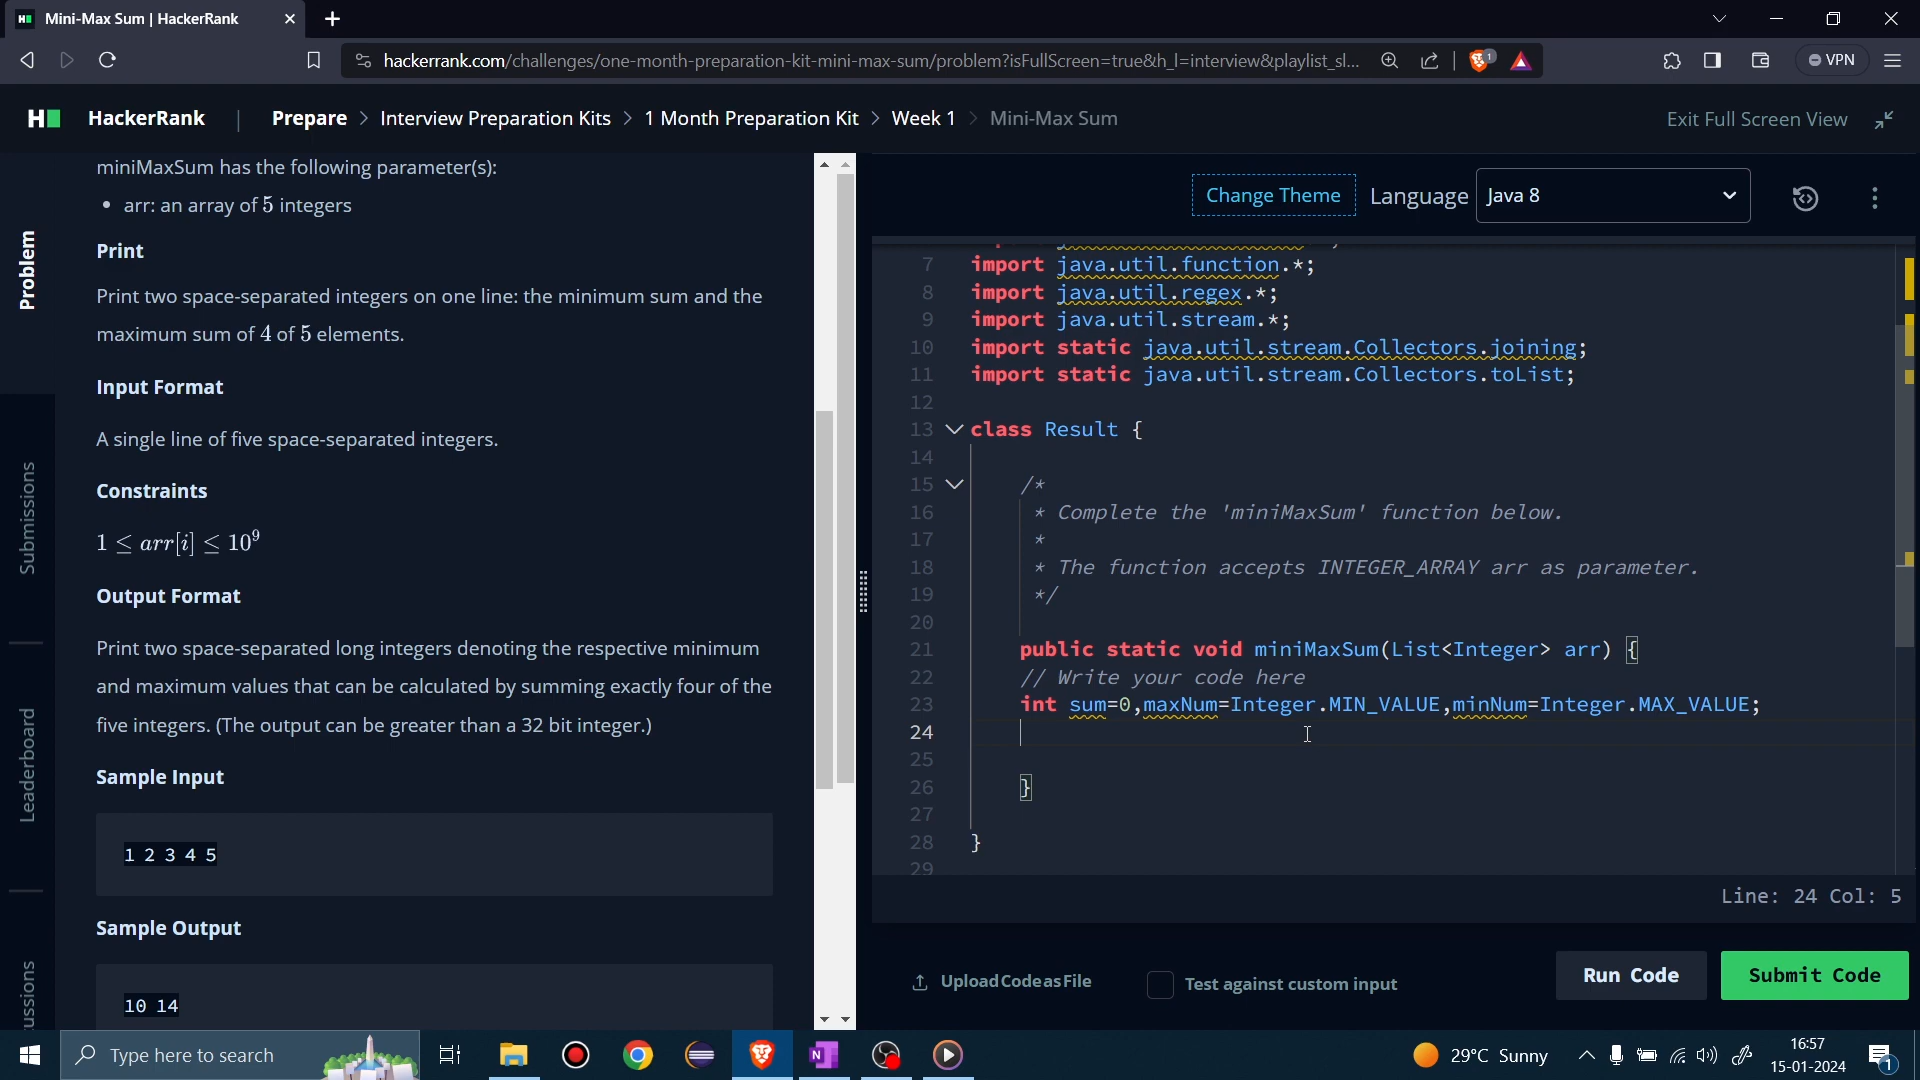 Mini-Max Sum | HackerRank
hackerrank.com/challenges/one-month-preparation-kit-mini-max-sum/problem?isFullScreen=true&h_l=interview&playlist_sl...
VPN
HackerRank
Prepare > Interview Preparation Kits > 1 Month Preparation Kit > Week 1 > Mini-Max Sum
Exit Full Screen View
Problem
Submissions
Leaderboard
miniMaxSum has the following parameter(s):
• arr: an array of 5 integers
Print
Print two space-separated integers on one line: the minimum sum and the
maximum sum of 4 of 5 elements.
Input Format
A single line of five space-separated integers.
Constraints
1 ≤ arr[i] ≤ 10⁹
Output Format
Print two space-separated long integers denoting the respective minimum
and maximum values that can be calculated by summing exactly four of the
five integers. (The output can be greater than a 32 bit integer.)
Sample Input
1 2 3 4 5
Sample Output
10 14
Change Theme Language Java 8
7 import java.util.function.*;
8 import java.util.regex.*;
9 import java.util.stream.*;
10 import static java.util.stream.Collectors.joining;
11 import static java.util.stream.Collectors.toList;
12
13 class Result {
14
15 /*
16 * Complete the 'miniMaxSum' function below.
17 *
18 * The function accepts INTEGER_ARRAY arr as parameter.
19 */
20
21 public static void miniMaxSum(List<Integer> arr) {
22 // Write your code here
23 int sum=0,maxNum=Integer.MIN_VALUE,minNum=Integer.MAX_VALUE;
24
25
26 }
27
28 }
29
Line: 24 Col: 5
Upload Code as File
Test against custom input
Run Code
Submit Code
Type here to search
29°C Sunny
16:57
15-01-2024
1